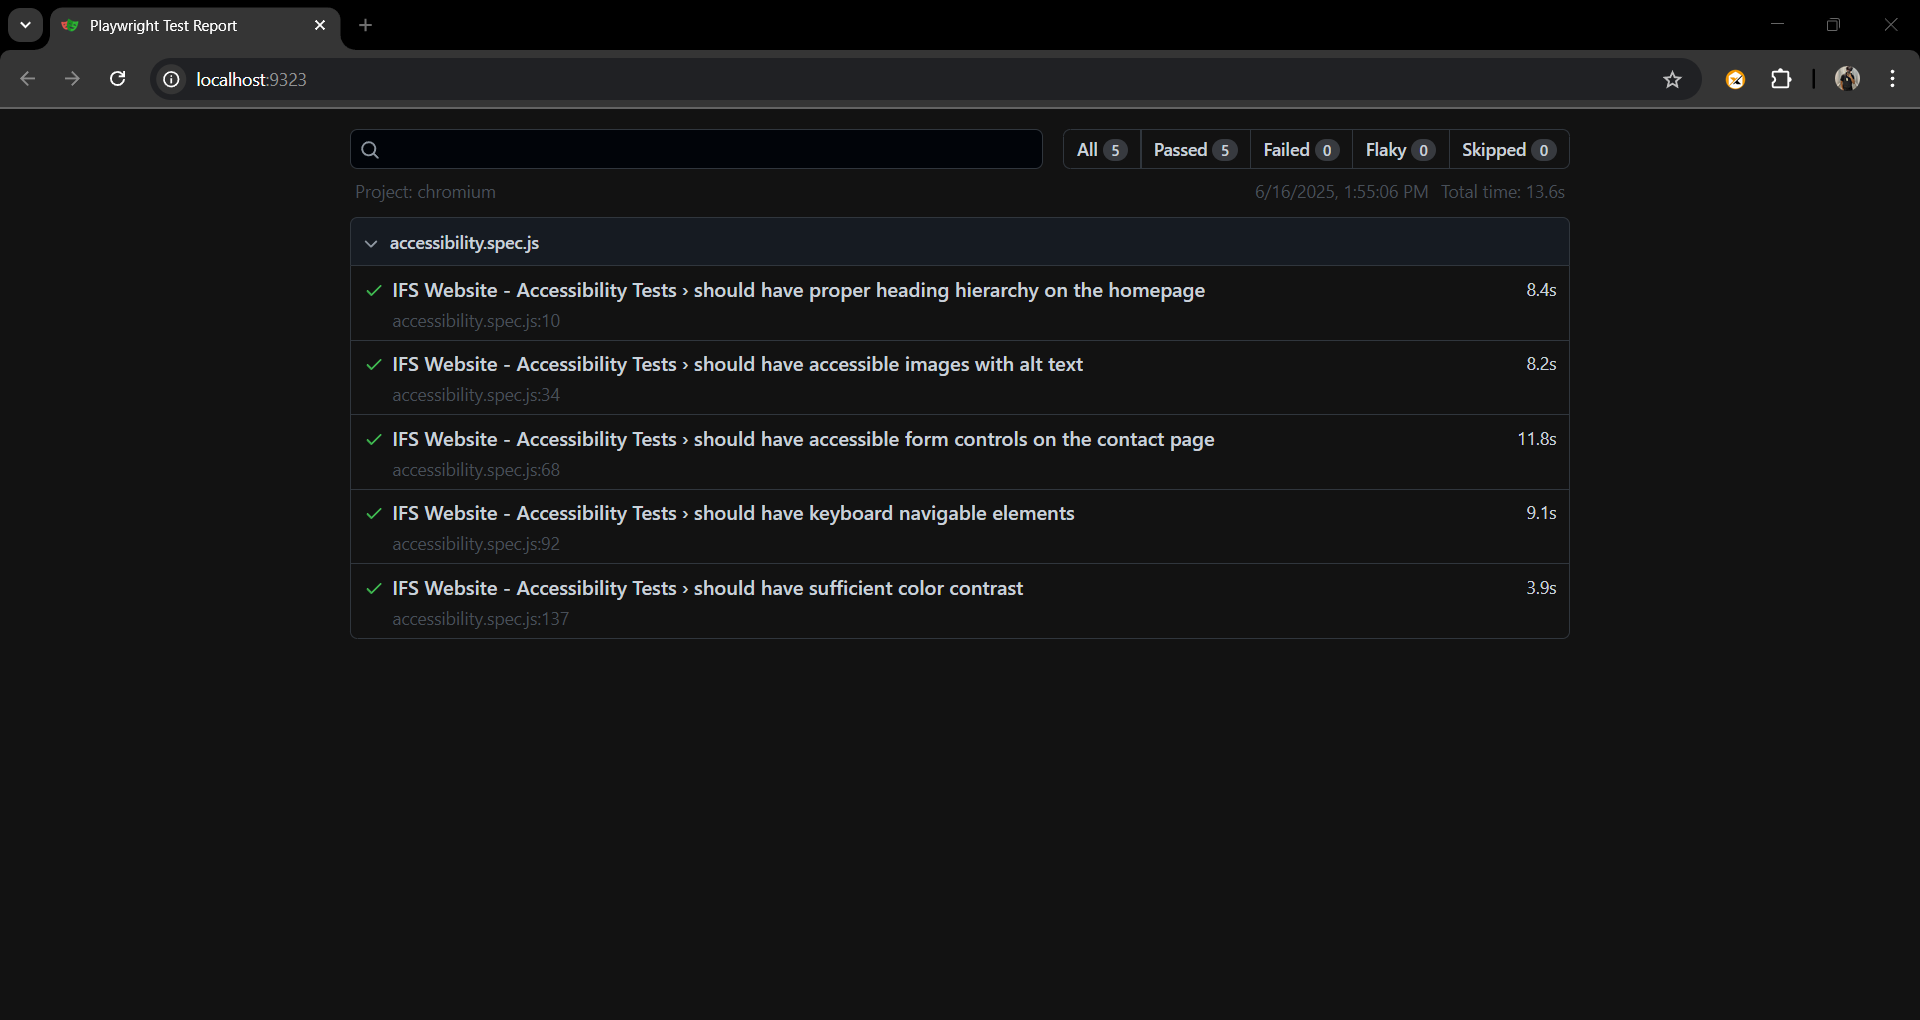 Playwright Test Report
localhost:9323
All 5 Passed 5 Failed 0 Flaky 0 Skipped 0
Project: chromium 6/16/2025, 1:55:06 PM Total time: 13.6s
accessibility.spec.js
IFS Website - Accessibility Tests › should have proper heading hierarchy on the homepage 8.4s
accessibility.spec.js:10
IFS Website - Accessibility Tests › should have accessible images with alt text 8.2s
accessibility.spec.js:34
IFS Website - Accessibility Tests › should have accessible form controls on the contact page 11.8s
accessibility.spec.js:68
IFS Website - Accessibility Tests › should have keyboard navigable elements 9.1s
accessibility.spec.js:92
IFS Website - Accessibility Tests › should have sufficient color contrast 3.9s
accessibility.spec.js:137